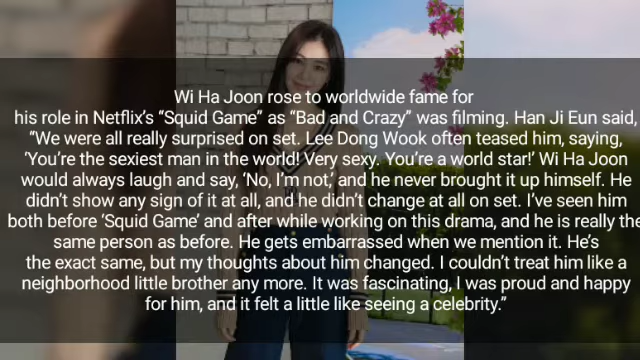 Wi Ha Joon rose to worldwide fame for
his role in Netflix's “Squid Game” as “Bad and Crazy” was filming. Han Ji Eun said,
“We were all really surprised on set. Lee Dong Wook often teased him, saying,
‘You're the sexiest man in the world! Very sexy. You're a world star!’ Wi Ha Joon
would always laugh and say, ‘No, I'm not,’ and he never brought it up himself. He
didn't show any sign of it at all, and he didn't change at all on set. I've seen him
both before ‘Squid Game’ and after while working on this drama, and he is really the
same person as before. He gets embarrassed when we mention it. He's
the exact same, but my thoughts about him changed. I couldn't treat him like a
neighborhood little brother any more. It was fascinating, I was proud and happy
for him, and it felt a little like seeing a celebrity.”